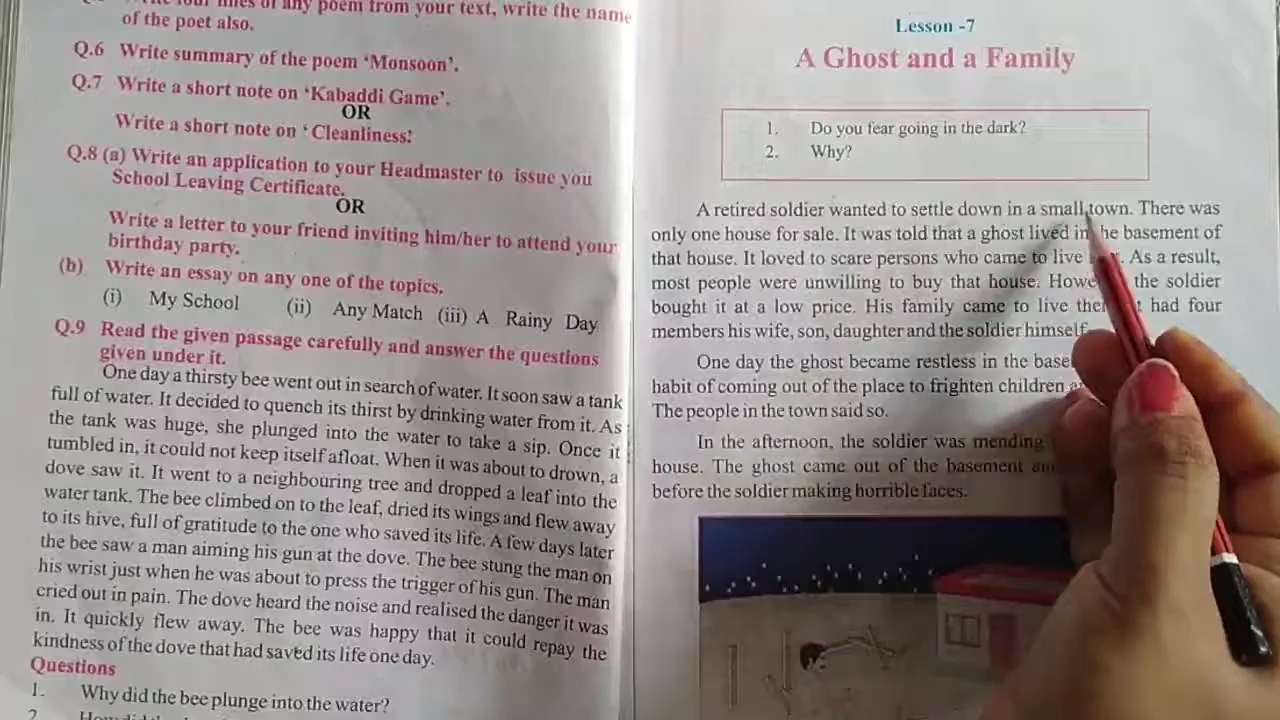 four lines of any poem from your text, write the name
of the poet also.
Q.6 Write summary of the poem ‘Monsoon’.
Q.7 Write a short note on ‘Kabaddi Game’.
OR
Write a short note on ‘ Cleanliness!
Q.8 (a) Write an application to your Headmaster to issue you
School Leaving Certificate.
OR
Write a letter to your friend inviting him/her to attend your
birthday party.
(b) Write an essay on any one of the topics.
(i) My School (ii) Any Match (iii) A Rainy Day
Q.9 Read the given passage carefully and answer the questions
given under it.
One day a thirsty bee went out in search of water. It soon saw a tank
full of water. It decided to quench its thirst by drinking water from it. As
the tank was huge, she plunged into the water to take a sip. Once it
tumbled in, it could not keep itself afloat. When it was about to drown, a
dove saw it. It went to a neighbouring tree and dropped a leaf into the
water tank. The bee climbed on to the leaf, dried its wings and flew away
to its hive, full of gratitude to the one who saved its life. A few days later
the bee saw a man aiming his gun at the dove. The bee stung the man on
his wrist just when he was about to press the trigger of his gun. The man
cried out in pain. The dove heard the noise and realised the danger it was
in. It quickly flew away. The bee was happy that it could repay the
kindness of the dove that had saved its life one day.
Questions
1. Why did the bee plunge into the water?
2.
Lesson -7
A Ghost and a Family
1. Do you fear going in the dark?
2. Why?
A retired soldier wanted to settle down in a small town. There was
only one house for sale. It was told that a ghost lived in he basement of
that house. It loved to scare persons who came to live . As a result,
most people were unwilling to buy that house. the soldier
bought it at a low price. His family came to live had four
members his wife, son, daughter and the soldier himself
One day the ghost became restless in the
habit of coming out of the place to frighten children
The people in the town said so.
In the afternoon, the soldier was mending
house. The ghost came out of the basement
before the soldier making horrible faces.